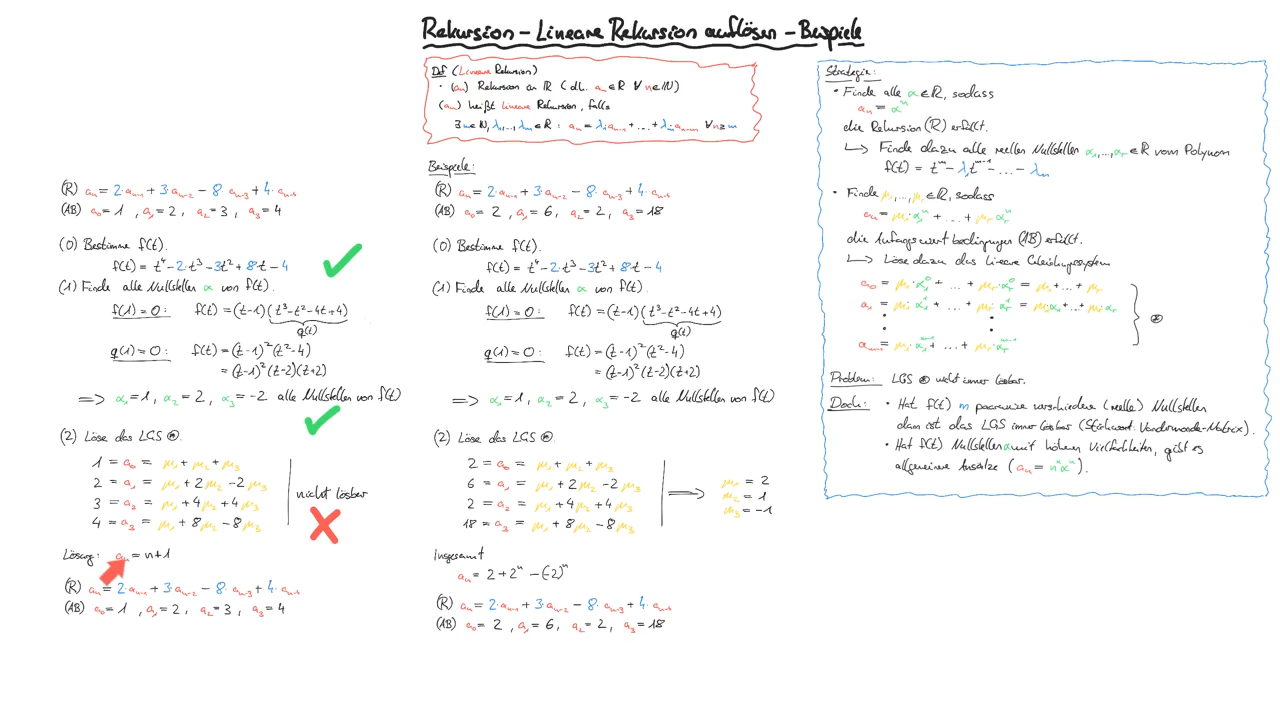 Rekursion – Lineare Rekursion auflösen – Beispiele
Def (Lineare Rekursion)
• (aₙ) Rekursion in ℝ (d.h. aₙ ∈ ℝ ∀ n ∈ ℕ)
(aₙ) heißt lineare Rekursion, falls
∃ m ∈ ℕ, λ₁,...,λₘ ∈ ℝ : aₙ = λ₁aₙ₋₁ + ... + λₘaₙ₋ₘ ∀ n ≥ m
(R) aₙ = 2·aₙ₋₁ + 3·aₙ₋₂ – 8·aₙ₋₃ + 4·aₙ₋₄
(AB) a₀ = 1 , a₁ = 2 , a₂ = 3 , a₃ = 4
(0) Bestimme f(t).
f(t) = t⁴ – 2·t³ – 3t² + 8·t – 4
(1) Finde alle Nullstellen α von f(t).
f(1) = 0 : f(t) = (t–1)(t³–t²–4t+4)
q(t)
q(1) = 0 : f(t) = (t–1)²(t²–4)
= (t–1)²(t–2)(t+2)
⟹ α₁ = 1 , α₂ = 2 , α₃ = –2 alle Nullstellen von f(t)
(2) Löse das LGS ⊛.
1 = a₀ = μ₁ + μ₂ + μ₃
2 = a₁ = μ₁ + 2μ₂ – 2μ₃
3 = a₂ = μ₁ + 4μ₂ + 4μ₃
4 = a₃ = μ₁ + 8μ₂ – 8μ₃
nicht lösbar
Lösung: aₙ = n+1
(R) aₙ = 2·aₙ₋₁ + 3·aₙ₋₂ – 8·aₙ₋₃ + 4·aₙ₋₄
(AB) a₀ = 1 , a₁ = 2 , a₂ = 3 , a₃ = 4
Beispiele:
(R) aₙ = 2·aₙ₋₁ + 3·aₙ₋₂ – 8·aₙ₋₃ + 4·aₙ₋₄
(AB) a₀ = 2 , a₁ = 6 , a₂ = 2 , a₃ = 18
(0) Bestimme f(t).
f(t) = t⁴ – 2·t³ – 3t² + 8·t – 4
(1) Finde alle Nullstellen α von f(t).
f(1) = 0 : f(t) = (t–1)(t³–t²–4t+4)
q(t)
q(1) = 0 : f(t) = (t–1)²(t²–4)
= (t–1)²(t–2)(t+2)
⟹ α₁ = 1 , α₂ = 2 , α₃ = –2 alle Nullstellen von f(t)
(2) Löse das LGS ⊛.
2 = a₀ = μ₁ + μ₂ + μ₃
6 = a₁ = μ₁ + 2μ₂ – 2μ₃
2 = a₂ = μ₁ + 4μ₂ + 4μ₃
18 = a₃ = μ₁ + 8μ₂ – 8μ₃
⟹ μ₁ = 2
μ₂ = 1
μ₃ = –1
Insgesamt
aₙ = 2 + 2ⁿ – (–2)ⁿ
(R) aₙ = 2·aₙ₋₁ + 3·aₙ₋₂ – 8·aₙ₋₃ + 4·aₙ₋₄
(AB) a₀ = 2 , a₁ = 6 , a₂ = 2 , a₃ = 18
Strategie:
• Finde alle α ∈ ℝ, sodass
aₙ = αⁿ
die Rekursion (R) erfüllt.
↳ Finde dazu alle reellen Nullstellen α₁,...,αᵣ ∈ ℝ vom Polynom
f(t) = tᵐ – λ₁tᵐ⁻¹ – ... – λₘ
• Finde μ₁,...,μᵣ ∈ ℝ, sodass
aₙ = μ₁·α₁ⁿ + ... + μᵣ·αᵣⁿ
die Anfangswertbedingungen (AB) erfüllt.
↳ Löse dazu das lineare Gleichungssystem
a₀ = μ₁·α₁⁰ + ... + μᵣ·αᵣ⁰ = μ₁ + ... + μᵣ
a₁ = μ₁·α₁¹ + ... + μᵣ·αᵣ¹ = μ₁·α₁ + ... + μᵣ·αᵣ
⋮ ⋮ ⊛
aₘ₋₁ = μ₁·α₁ᵐ⁻¹ + ... + μᵣ·αᵣᵐ⁻¹
Problem: LGS ⊛ nicht immer lösbar.
Doch: • Hat f(t) m paarweise verschiedene (reelle) Nullstellen
dann ist das LGS immer lösbar (Stichwort: Vandermonde-Matrix).
• Hat f(t) Nullstellen α mit höheren Vielfachheiten, gibt es
allgemeinere Ansätze (aₙ = nᵏαⁿ).